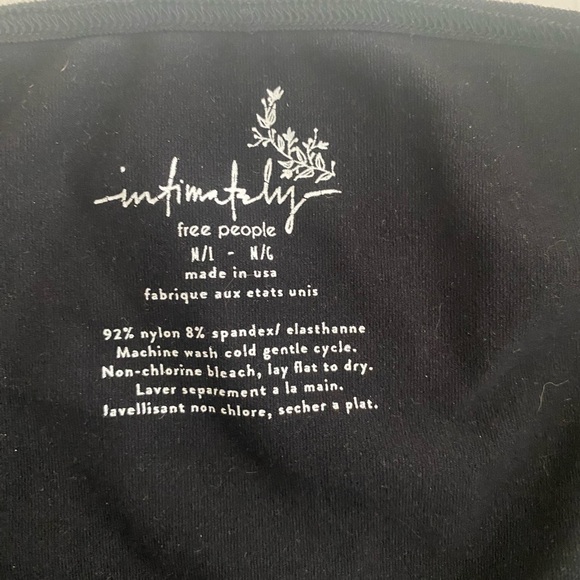 intimately
free people
M/L - M/G
made in usa
fabrique aux etats unis
92% nylon 8% spandex/ elasthanne
Machine wash cold gentle cycle.
Non-chlorine bleach, lay flat to dry.
Laver separement a la main.
Javellisant non chlore, secher a plat.